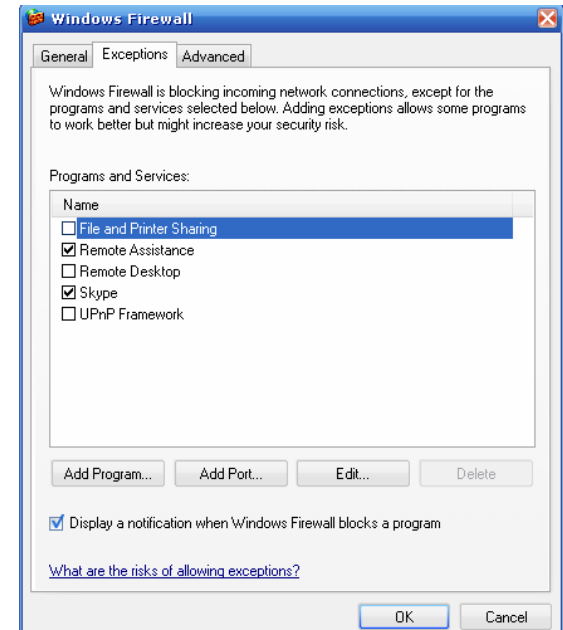 Windows Firewall
General Exceptions Advanced
Windows Firewall is blocking incoming network connections, except for the
programs and services selected below. Adding exceptions allows some programs
to work better but might increase your security risk.
Programs and Services:
Name
File and Printer Sharing
Remote Assistance
Remote Desktop
Skype
UPnP Framework
Add Program... Add Port... Edit... Delete
Display a notification when Windows Firewall blocks a program
What are the risks of allowing exceptions?
OK Cancel